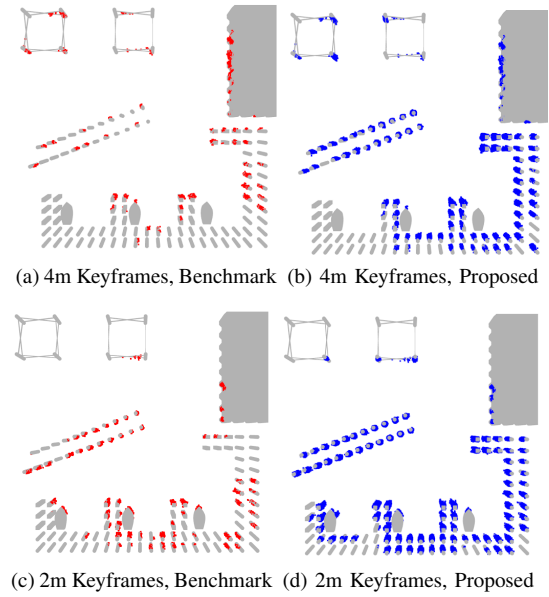 (a) 4m Keyframes, Benchmark (b) 4m Keyframes, Proposed
(c) 2m Keyframes, Benchmark (d) 2m Keyframes, Proposed